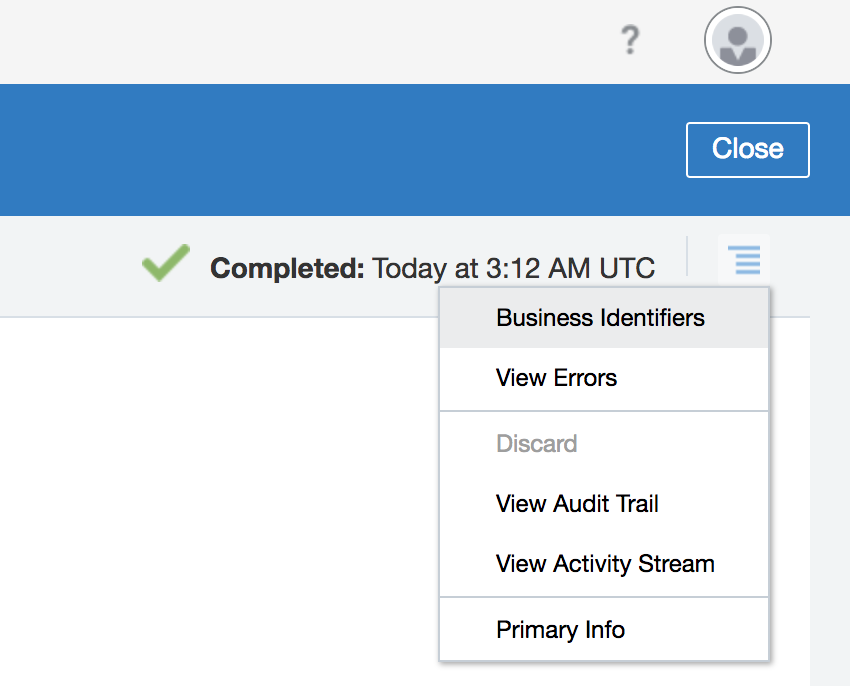 ?
Close
Completed: Today at 3:12 AM UTC
Business Identifiers
View Errors
Discard
View Audit Trail
View Activity Stream
Primary Info